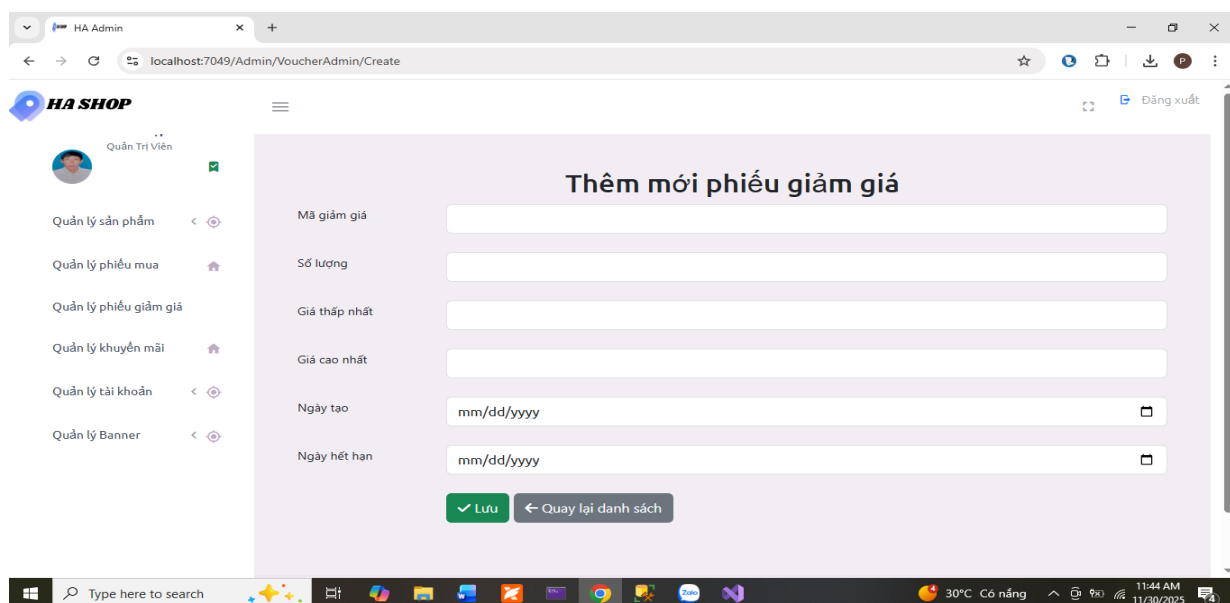 HA Admin
localhost:7049/Admin/VoucherAdmin/Create
P
HA SHOP
Đăng xuất
Quản Trị Viên
Thêm mới phiếu giảm giá
Quản lý sản phẩm
Quản lý phiếu mua
Quản lý phiếu giảm giá
Quản lý khuyến mãi
Quản lý tài khoản
Quản lý Banner
Mã giảm giá
Số lượng
Giá thấp nhất
Giá cao nhất
Ngày tạo
mm/dd/yyyy
Ngày hết hạn
mm/dd/yyyy
Lưu
Quay lại danh sách
Type here to search
Zalo
30°C Có nắng
11:44 AM
11/30/2025
4